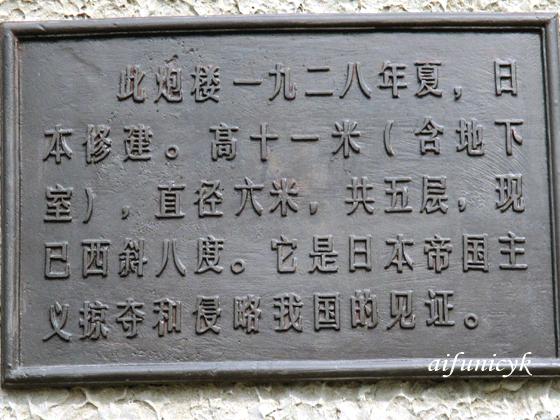 此炮楼一九二八年夏，日
本修建。高十一米（含地下
室），直径六米，共五层，现
已西斜八度。它是日本帝国主
义掠夺和侵略我国的见证。
aifunicyk